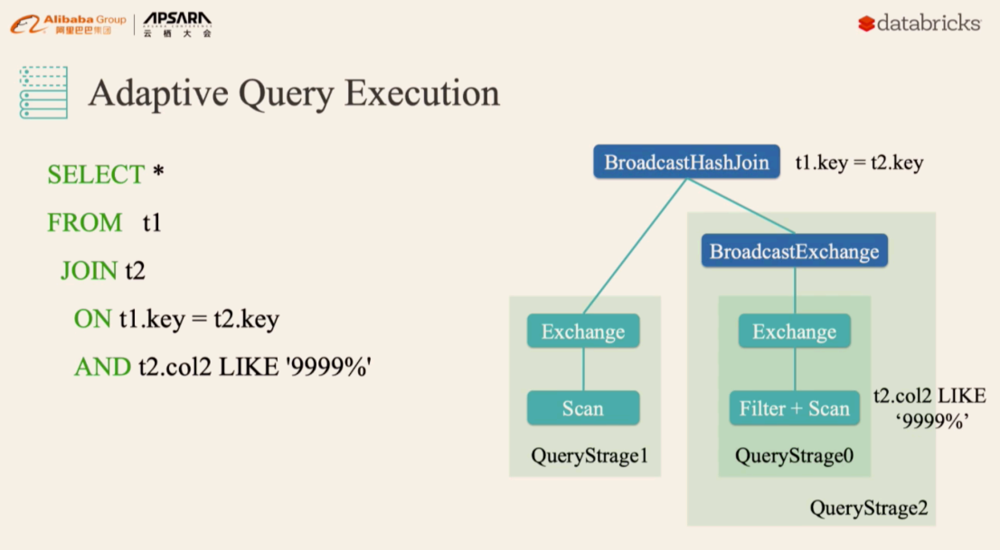 Alibaba Group
阿里巴巴集团
APSARA
云栖大会
databricks
Adaptive Query Execution
SELECT *
FROM t1
JOIN t2
ON t1.key = t2.key
AND t2.col2 LIKE '9999%'
BroadcastHashJoin
t1.key = t2.key
BroadcastExchange
Exchange
Exchange
Scan
Filter + Scan
t2.col2 LIKE
‘9999%’
QueryStrage1
QueryStrage0
QueryStrage2